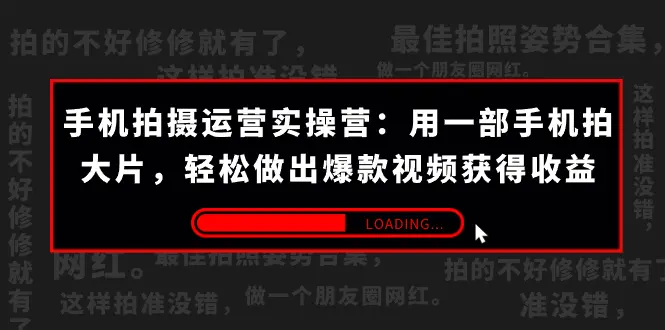 拍的不好修修就有了，
最佳拍照姿势合集，
做一个朋友圈网红。
这样拍准没错
拍的不好修修就有了
这样拍准没错，
手机拍摄运营实操营：用一部手机拍
大片，轻松做出爆款视频获得收益
LOADING...
网红。
最佳拍照姿势合集，
拍的不好修修就有
这样拍准没错，
做一个朋友圈网红。
准没错，